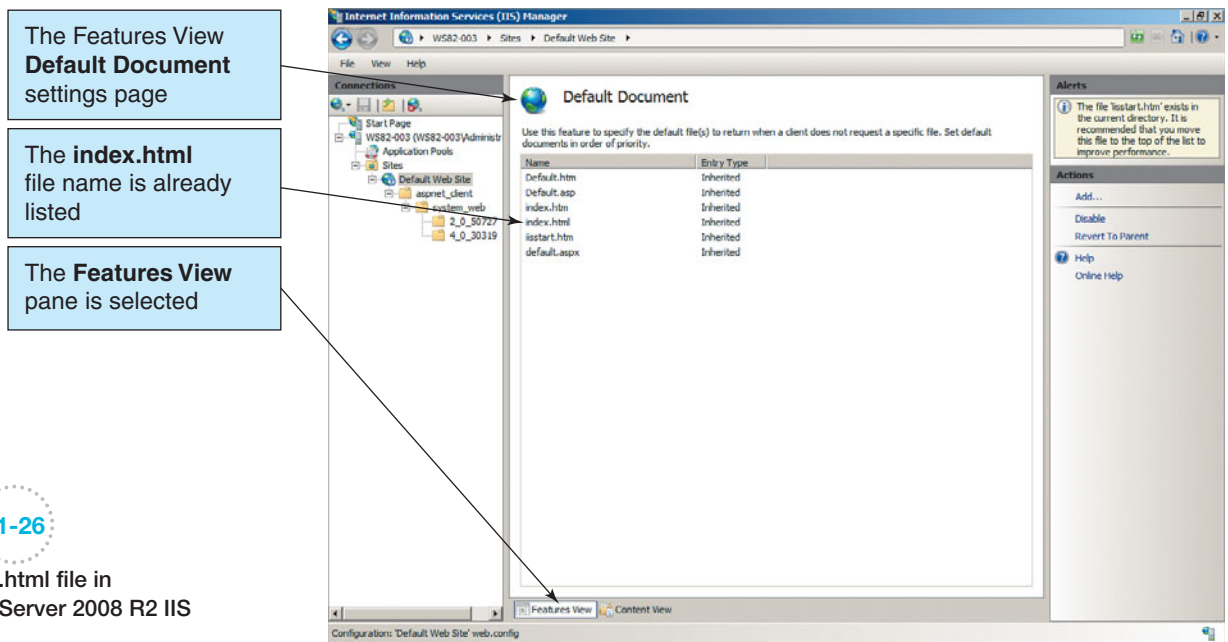 The Features View
Default Document
settings page
The index.html
file name is already
listed
The Features View
pane is selected
1-26
.html file in
Server 2008 R2 IIS
Internet Information Services (IIS) Manager
WS82-003 Sites Default Web Site
File View Help
Connections
Start Page
WS82-003 (WS82-003\Administr
Application Pools
Sites
Default Web Site
aspnet_client
system_web
2_0_50727
4_0_30319
Default Document
Use this feature to specify the default file(s) to return when a client does not request a specific file. Set default
documents in order of priority.
Name Entry Type
Default.htm Inherited
Default.asp Inherited
index.htm Inherited
index.html Inherited
iisstart.htm Inherited
default.aspx Inherited
Features View Content View
Alerts
The file 'iisstart.htm' exists in
the current directory. It is
recommended that you move
this file to the top of the list to
improve performance.
Actions
Add...
Disable
Revert To Parent
Help
Online Help
Configuration: 'Default Web Site' web.config